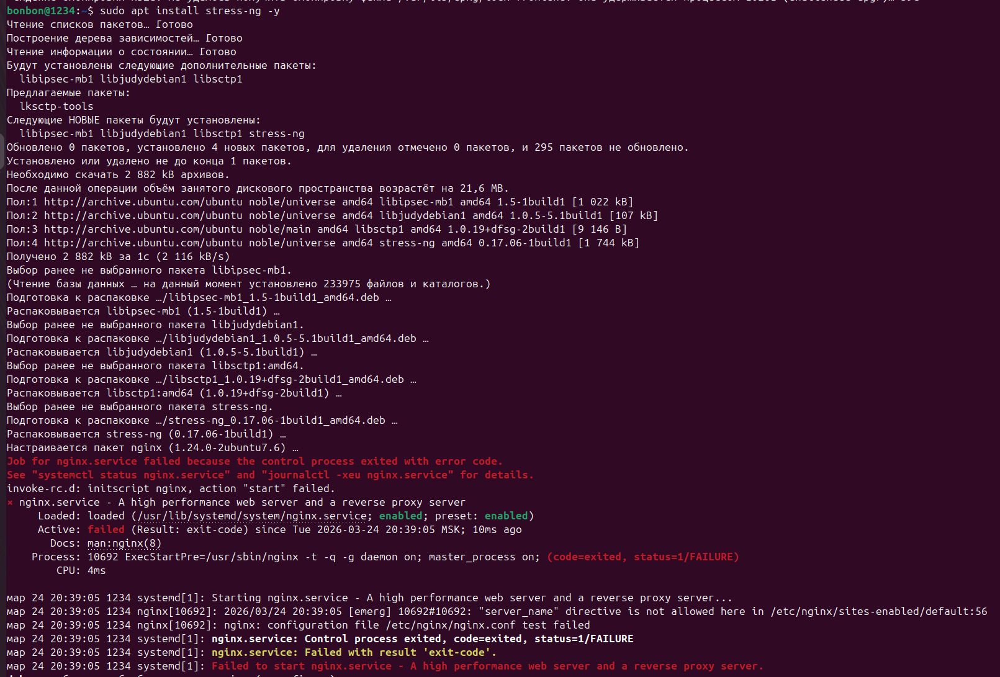 bonbon@1234:~$ sudo apt install stress-ng -y
Чтение списков пакетов… Готово
Построение дерева зависимостей… Готово
Чтение информации о состоянии… Готово
Будут установлены следующие дополнительные пакеты:
  libipsec-mb1 libjudydebian1 libsctp1
Предлагаемые пакеты:
  lksctp-tools
Следующие НОВЫЕ пакеты будут установлены:
  libipsec-mb1 libjudydebian1 libsctp1 stress-ng
Обновлено 0 пакетов, установлено 4 новых пакетов, для удаления отмечено 0 пакетов, и 295 пакетов не обновлено.
Установлено или удалено не до конца 1 пакетов.
Необходимо скачать 2 882 kB архивов.
После данной операции объём занятого дискового пространства возрастёт на 21,6 MB.
Пол:1 http://archive.ubuntu.com/ubuntu noble/universe amd64 libipsec-mb1 amd64 1.5-1build1 [1 022 kB]
Пол:2 http://archive.ubuntu.com/ubuntu noble/universe amd64 libjudydebian1 amd64 1.0.5-5.1build1 [107 kB]
Пол:3 http://archive.ubuntu.com/ubuntu noble/main amd64 libsctp1 amd64 1.0.19+dfsg-2build1 [9 146 B]
Пол:4 http://archive.ubuntu.com/ubuntu noble/universe amd64 stress-ng amd64 0.17.06-1build1 [1 744 kB]
Получено 2 882 kB за 1с (2 116 kB/s)
Выбор ранее не выбранного пакета libipsec-mb1.
(Чтение базы данных … на данный момент установлено 233975 файлов и каталогов.)
Подготовка к распаковке …/libipsec-mb1_1.5-1build1_amd64.deb …
Распаковывается libipsec-mb1 (1.5-1build1) …
Выбор ранее не выбранного пакета libjudydebian1.
Подготовка к распаковке …/libjudydebian1_1.0.5-5.1build1_amd64.deb …
Распаковывается libjudydebian1 (1.0.5-5.1build1) …
Выбор ранее не выбранного пакета libsctp1:amd64.
Подготовка к распаковке …/libsctp1_1.0.19+dfsg-2build1_amd64.deb …
Распаковывается libsctp1:amd64 (1.0.19+dfsg-2build1) …
Выбор ранее не выбранного пакета stress-ng.
Подготовка к распаковке …/stress-ng_0.17.06-1build1_amd64.deb …
Распаковывается stress-ng (0.17.06-1build1) …
Настраивается пакет nginx (1.24.0-2ubuntu7.6) …
Job for nginx.service failed because the control process exited with error code.
See "systemctl status nginx.service" and "journalctl -xeu nginx.service" for details.
invoke-rc.d: initscript nginx, action "start" failed.
× nginx.service - A high performance web server and a reverse proxy server
     Loaded: loaded (/usr/lib/systemd/system/nginx.service; enabled; preset: enabled)
     Active: failed (Result: exit-code) since Tue 2026-03-24 20:39:05 MSK; 10ms ago
       Docs: man:nginx(8)
    Process: 10692 ExecStartPre=/usr/sbin/nginx -t -q -g daemon on; master_process on; (code=exited, status=1/FAILURE)
        CPU: 4ms
мар 24 20:39:05 1234 systemd[1]: Starting nginx.service - A high performance web server and a reverse proxy server...
мар 24 20:39:05 1234 nginx[10692]: 2026/03/24 20:39:05 [emerg] 10692#10692: "server_name" directive is not allowed here in /etc/nginx/sites-enabled/default:56
мар 24 20:39:05 1234 nginx[10692]: nginx: configuration file /etc/nginx/nginx.conf test failed
мар 24 20:39:05 1234 systemd[1]: nginx.service: Control process exited, code=exited, status=1/FAILURE
мар 24 20:39:05 1234 systemd[1]: nginx.service: Failed with result 'exit-code'.
мар 24 20:39:05 1234 systemd[1]: Failed to start nginx.service - A high performance web server and a reverse proxy server.